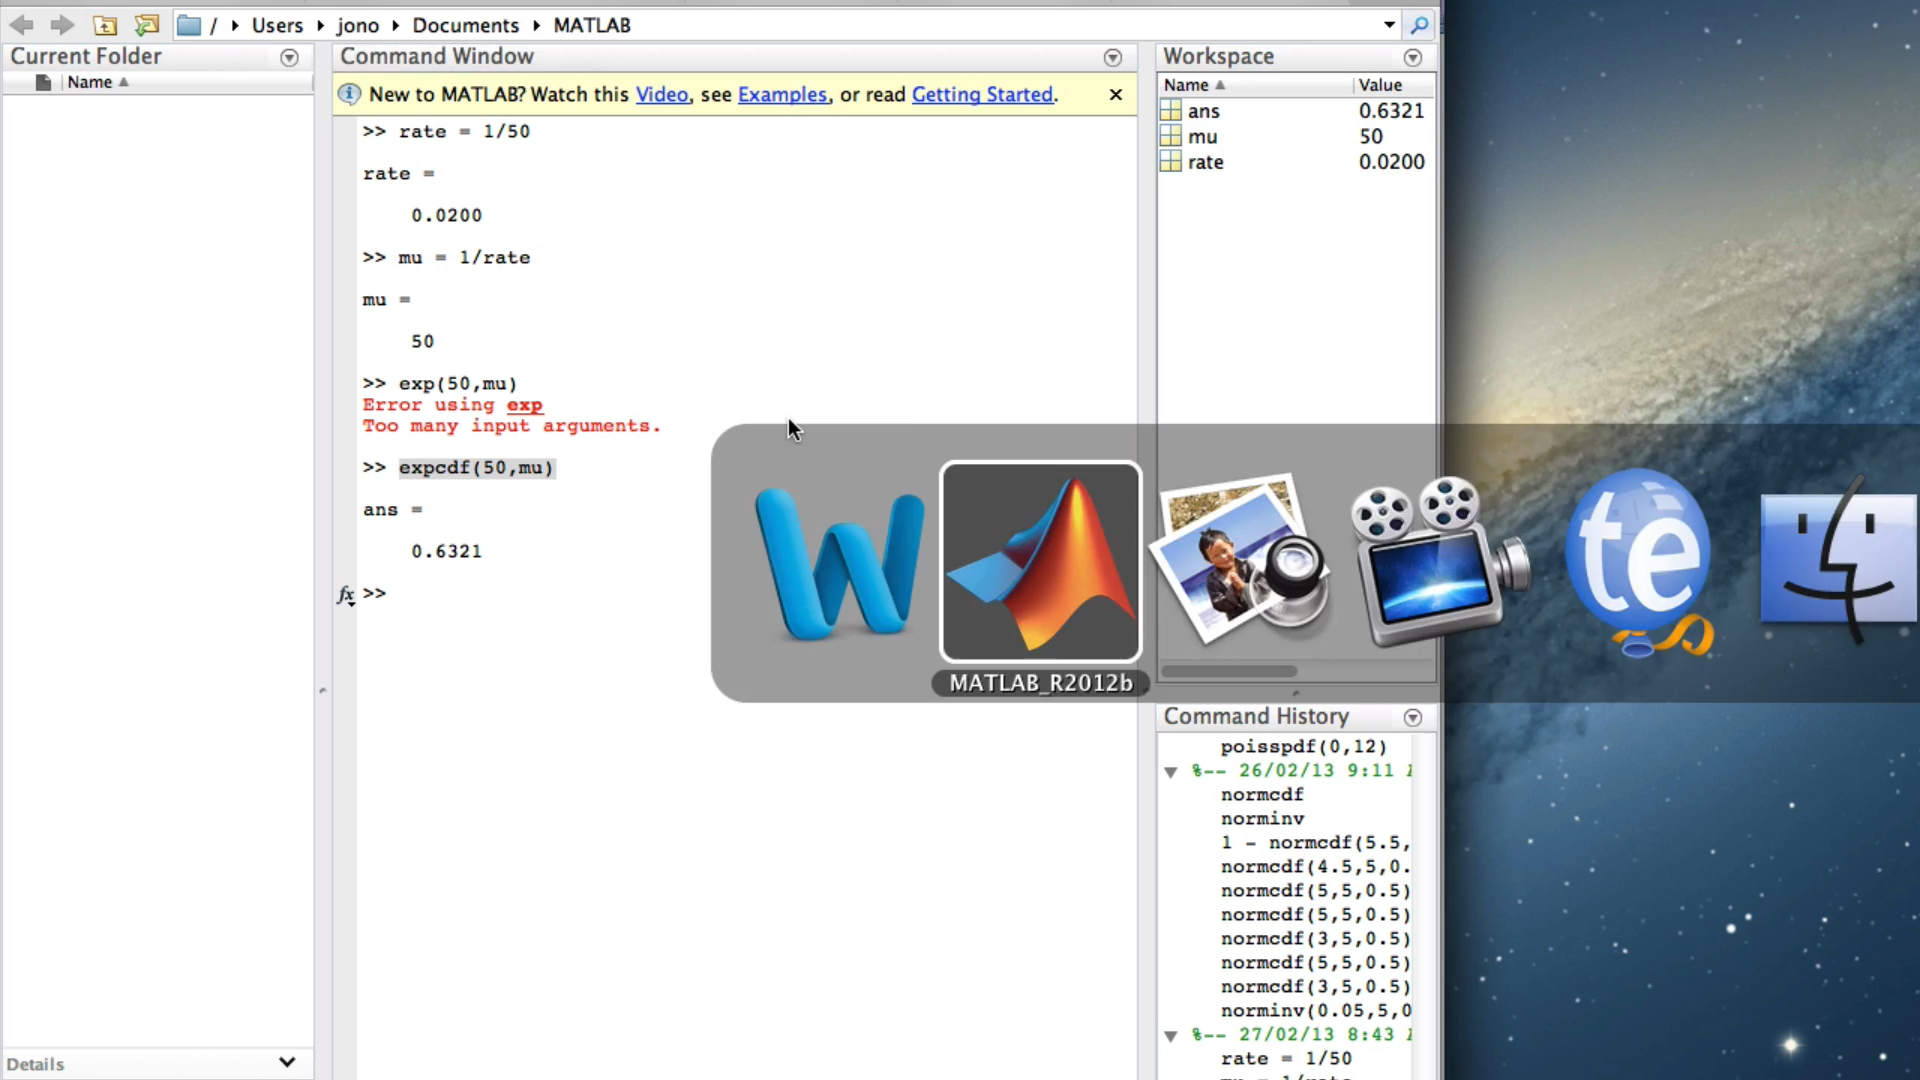 / Users jono Documents MATLAB
Current Folder
Name
Command Window
New to MATLAB? Watch this Video, see Examples, or read Getting Started.
>> rate = 1/50
rate =
0.0200
>> mu = 1/rate
mu =
50
>> exp(50,mu)
Error using exp
Too many input arguments.
>> expcdf(50,mu)
ans =
0.6321
fx >>
Workspace
Name Value
ans 0.6321
mu 50
rate 0.0200
W
te
MATLAB_R2012b
Command History
poisspdf(0,12)
%-- 26/02/13 9:11
normcdf
norminv
1 - normcdf(5.5,
normcdf(4.5,5,0.
normcdf(5,5,0.5)
normcdf(5,5,0.5)
normcdf(3,5,0.5)
normcdf(5,5,0.5)
normcdf(3,5,0.5)
norminv(0.05,5,0
%-- 27/02/13 8:43
rate = 1/50
Details